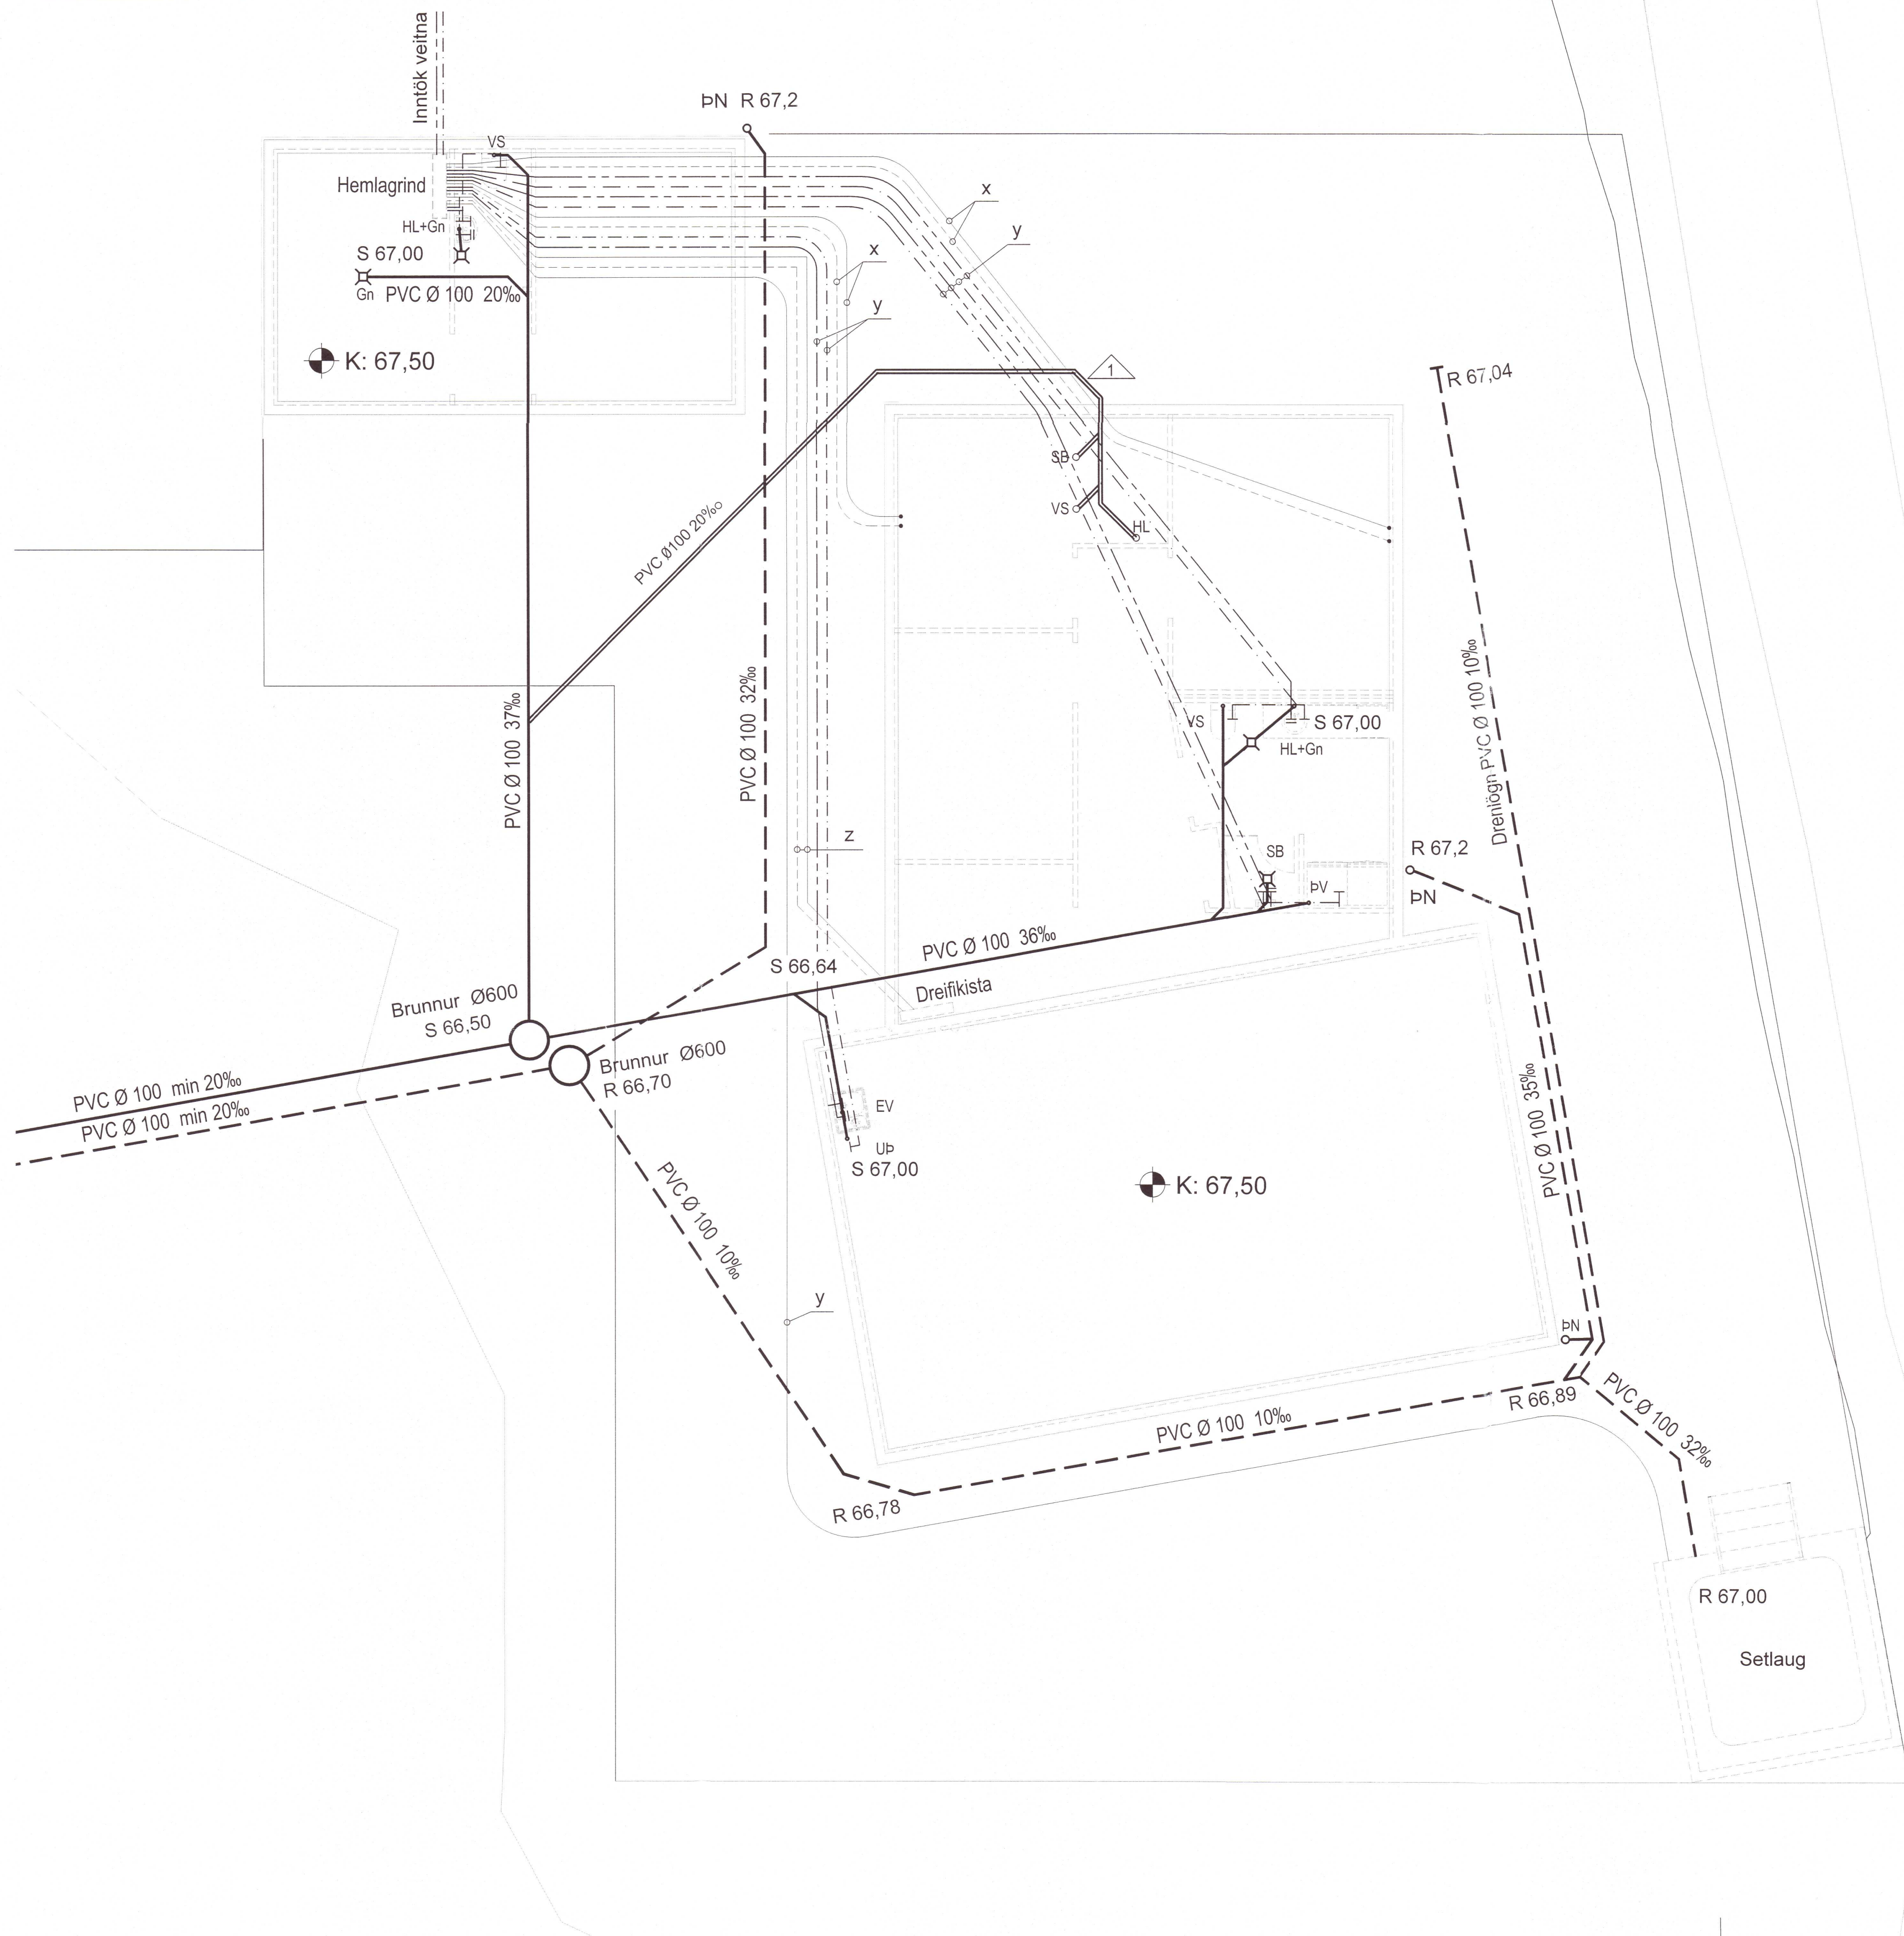 Inntök veitna
ÞN R 67,2
VS
Hemlagrind
HL+Gn
S 67,00
Gn PVC Ø 100 20‰
K: 67,50
x
y
x
y
1
R 67,04
SB
VS
HL
PVC Ø100 20‰
PVC Ø 100 37‰
PVC Ø 100 32‰
Drenlögn PVC Ø 100 10‰
VS
S 67,00
HL+Gn
z
SB
ÞV
R 67,2
ÞN
PVC Ø 100 36‰
S 66,64
Dreifikista
Brunnur Ø600
S 66,50
Brunnur Ø600
R 66,70
PVC Ø 100 min 20‰
PVC Ø 100 min 20‰
EV
UÞ
S 67,00
PVC Ø 100 35‰
K: 67,50
PVC Ø 100 10‰
y
ÞN
R 66,89
PVC Ø 100 32‰
PVC Ø 100 10‰
R 66,78
R 67,00
Setlaug